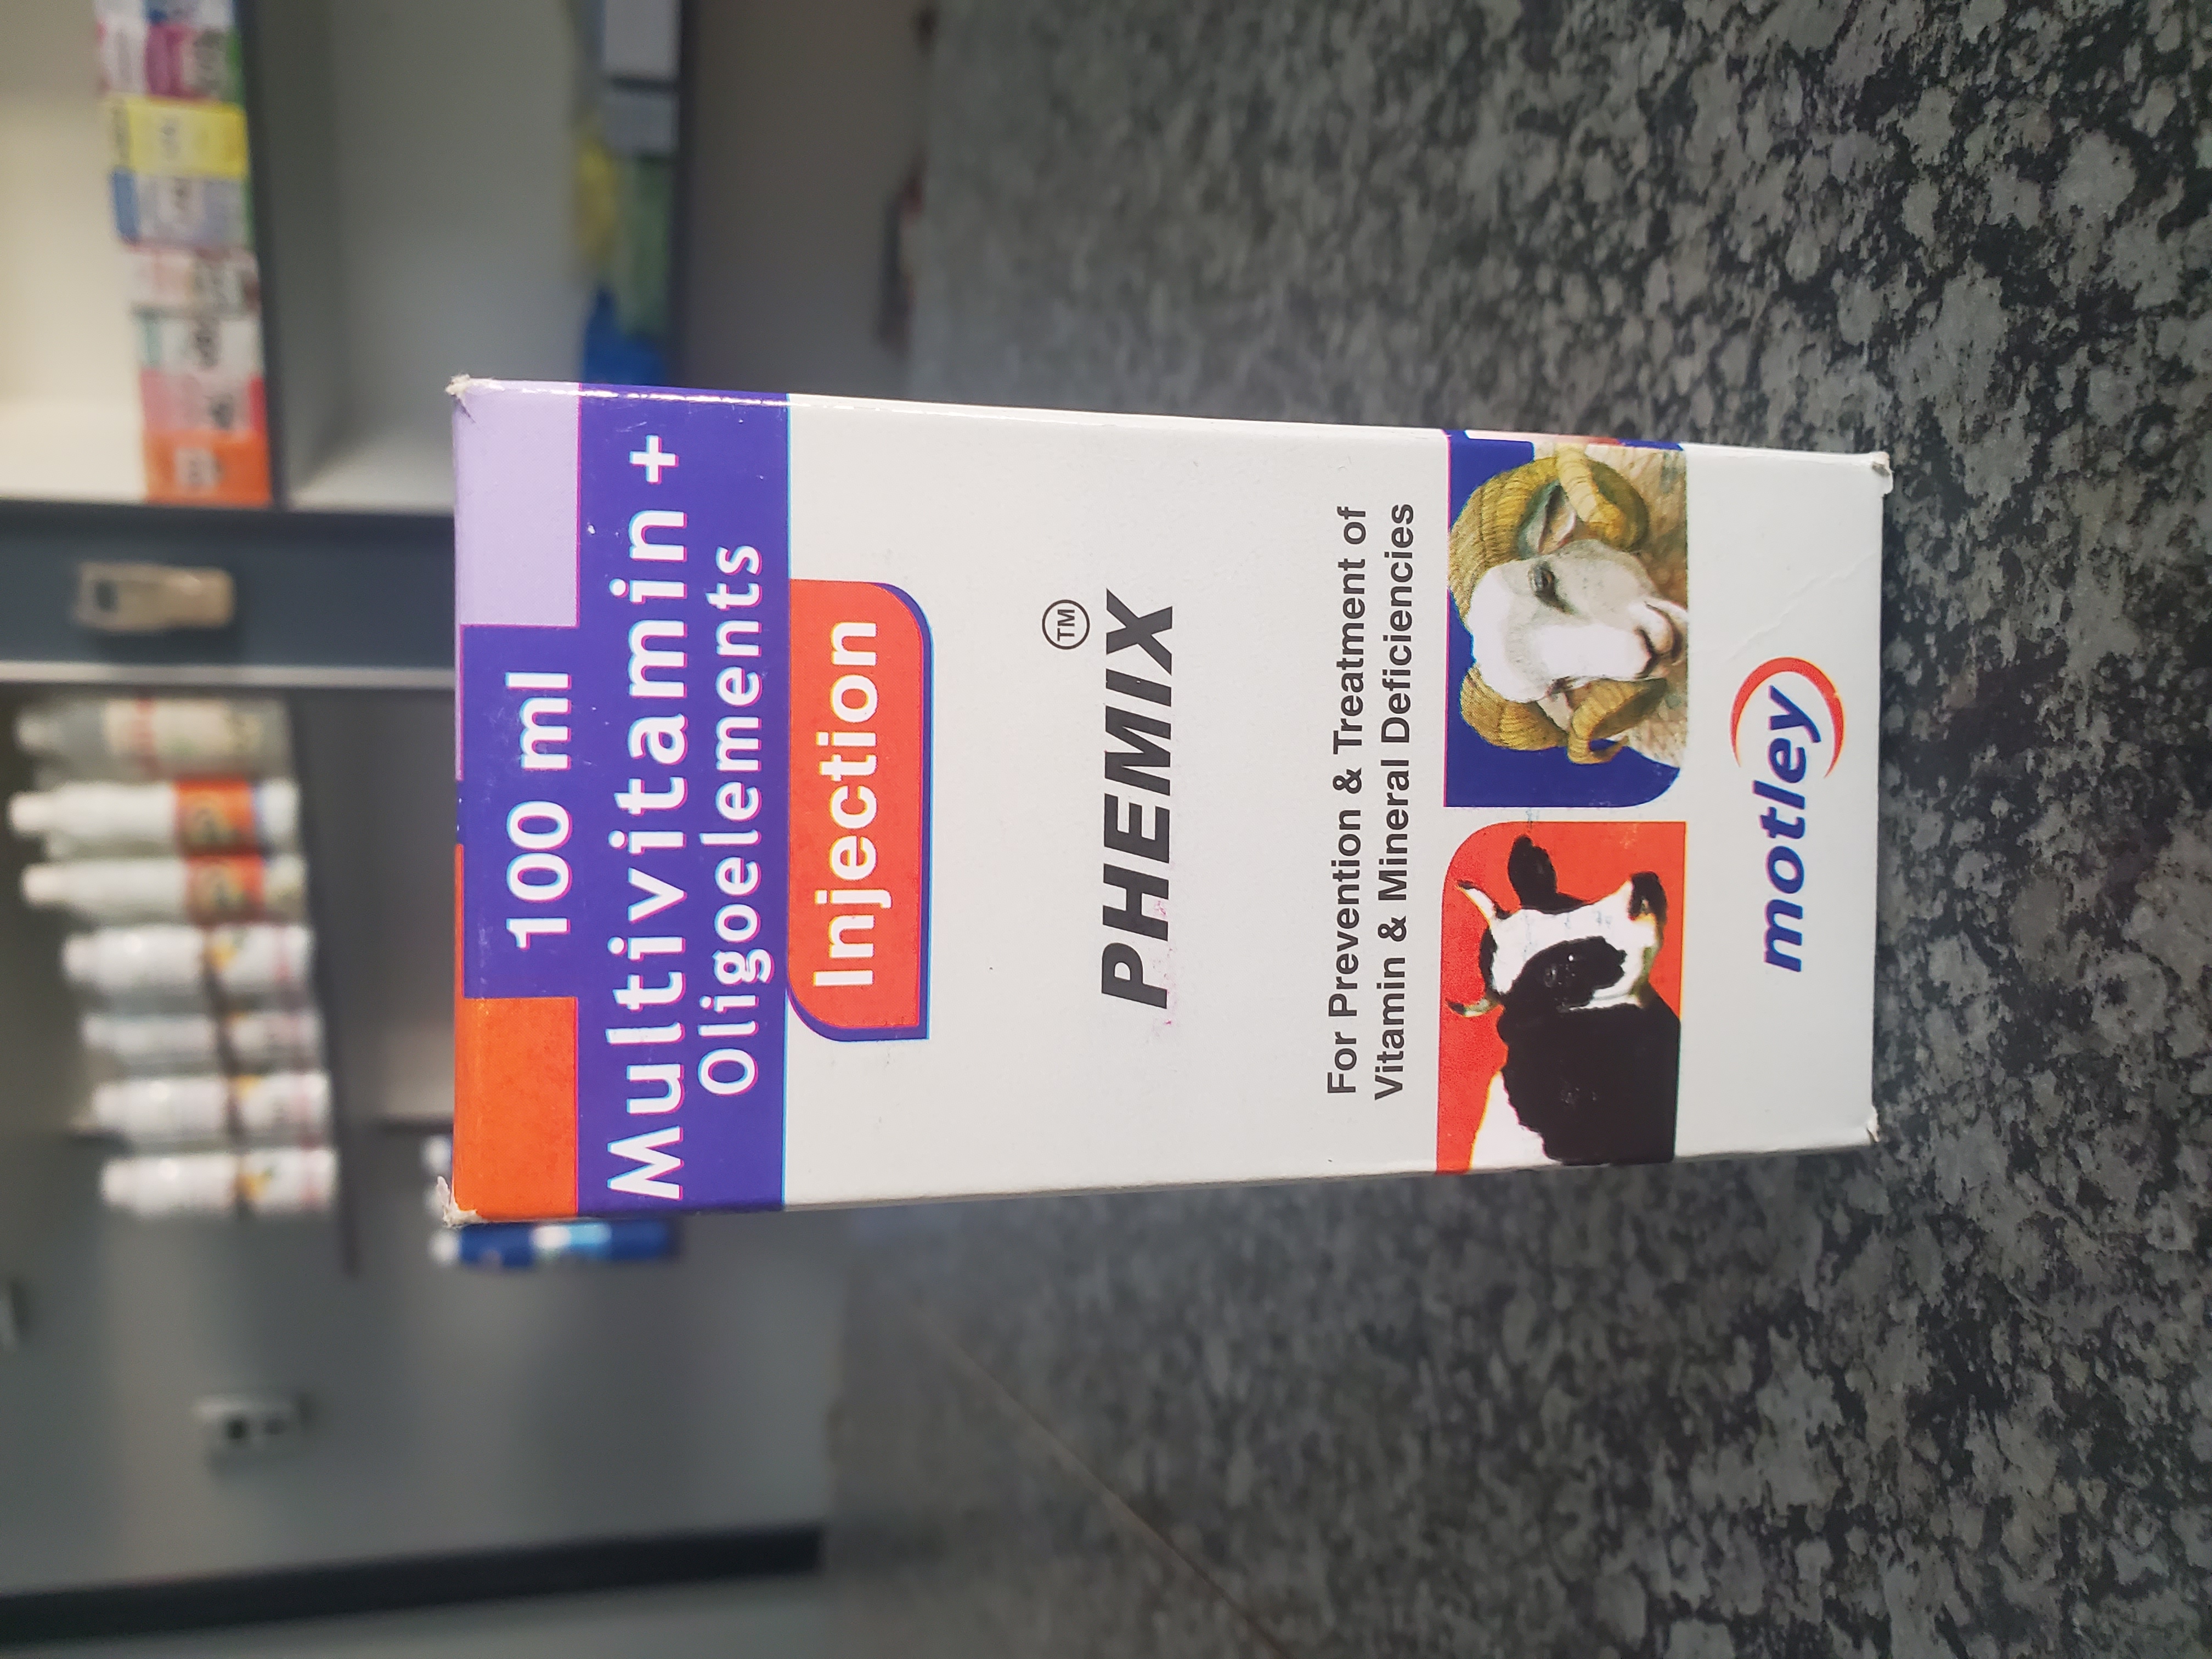 100 ml
Multivitamin +
Oligoelements
Injection
PHEMIX™
For Prevention & Treatment of
Vitamin & Mineral Deficiencies
motley